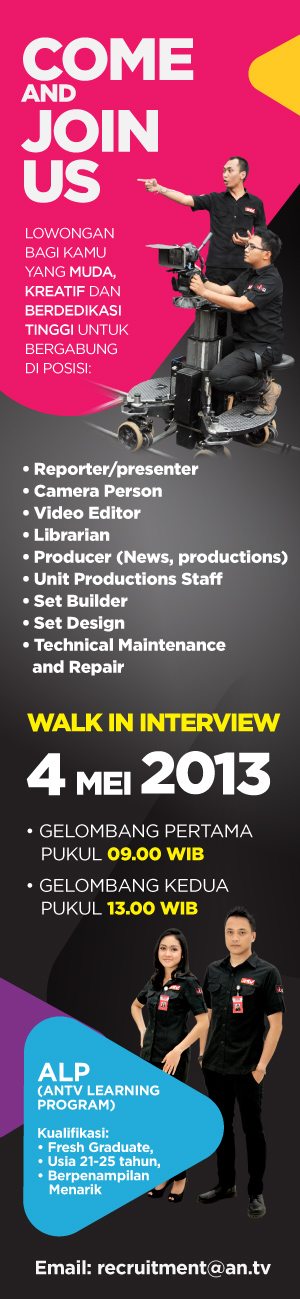 COME
AND
JOIN
US
LOWONGAN
BAGI KAMU
YANG MUDA,
KREATIF DAN
BERDEDIKASI
TINGGI UNTUK
BERGABUNG
DI POSISI:
• Reporter/presenter
• Camera Person
• Video Editor
• Librarian
• Producer (News, productions)
• Unit Productions Staff
• Set Builder
• Set Design
• Technical Maintenance
and Repair
WALK IN INTERVIEW
4 MEI 2013
• GELOMBANG PERTAMA
PUKUL 09.00 WIB
• GELOMBANG KEDUA
PUKUL 13.00 WIB
ALP
(ANTV LEARNING
PROGRAM)
Kualifikasi:
• Fresh Graduate,
• Usia 21-25 tahun,
• Berpenampilan
Menarik
Email: recruitment@an.tv